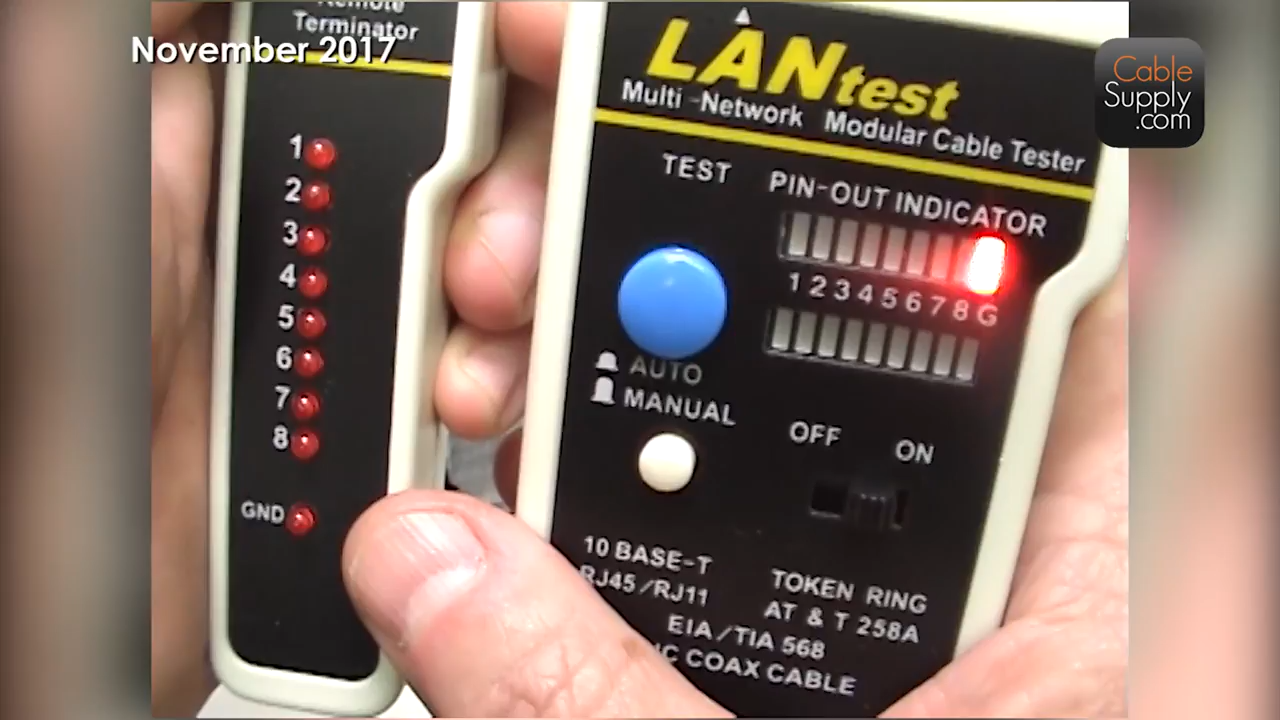 Remote
Terminator
November 2017
1
2
3
4
5
6
7
8
GND
LANtest
Multi-Network Modular Cable Tester
TEST
PIN-OUT INDICATOR
1 2 3 4 5 6 7 8 G
AUTO
MANUAL
OFF ON
10 BASE-T
RJ45/RJ11
TOKEN RING
AT & T 258A
EIA/TIA 568
COAX CABLE
Cable
Supply
.com